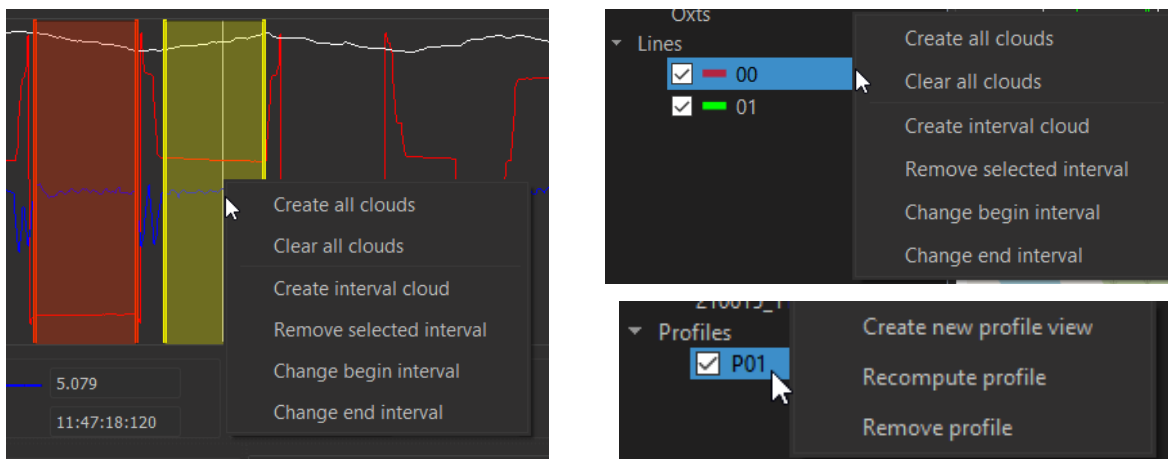 Create all clouds
Clear all clouds
Create interval cloud
Remove selected interval
Change begin interval
Change end interval
5.079
11:47:18:120
Oxts
Lines
00
01
Create all clouds
Clear all clouds
Create interval cloud
Remove selected interval
Change begin interval
Change end interval
Profiles
P01
Create new profile view
Recompute profile
Remove profile